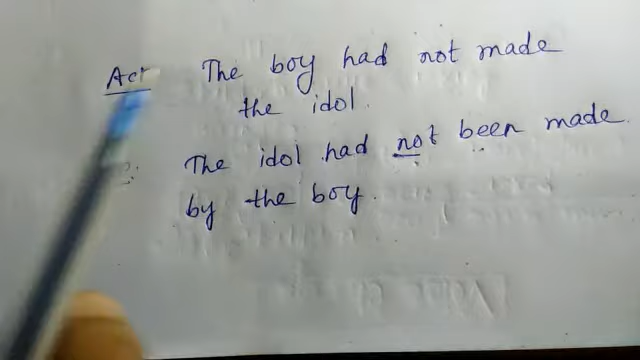 Act The boy had not made
the idol.
The idol had not been made.
by the boy.